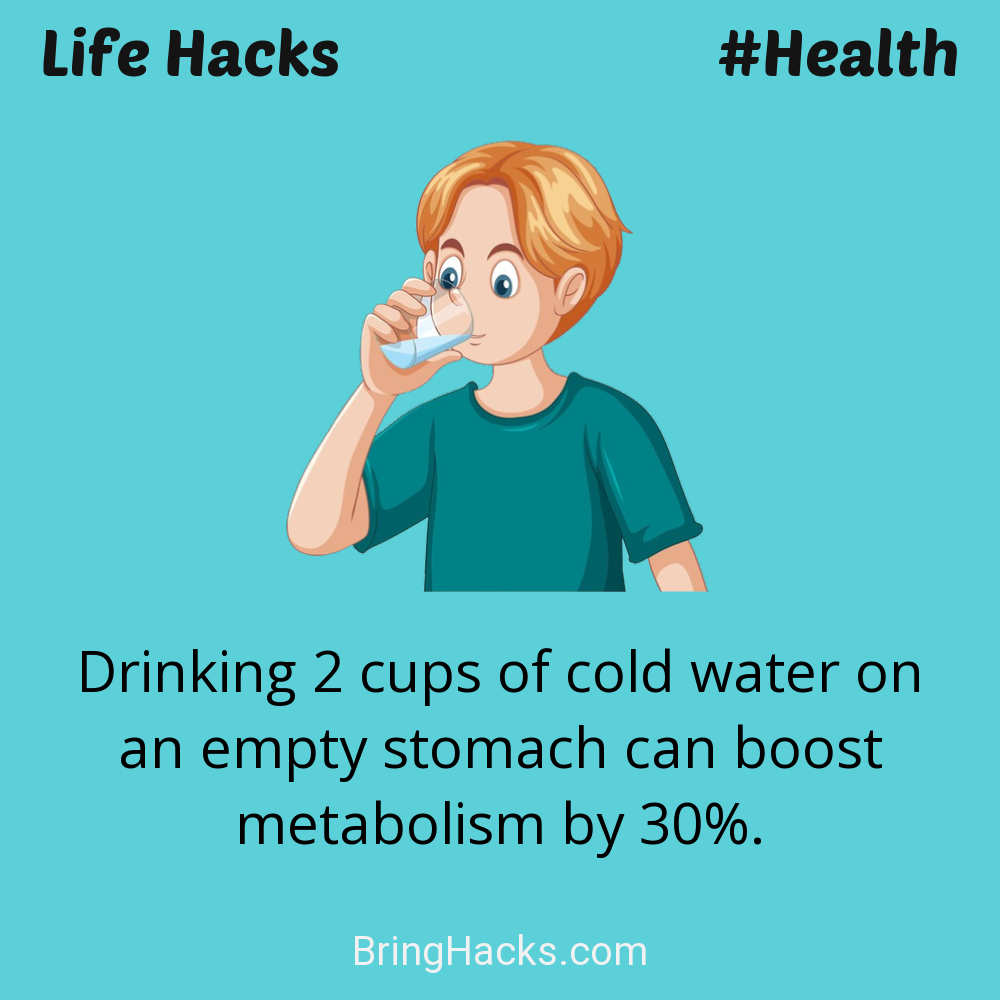 Life Hacks
#Health
Drinking 2 cups of cold water on
an empty stomach can boost
metabolism by 30%.
BringHacks.com